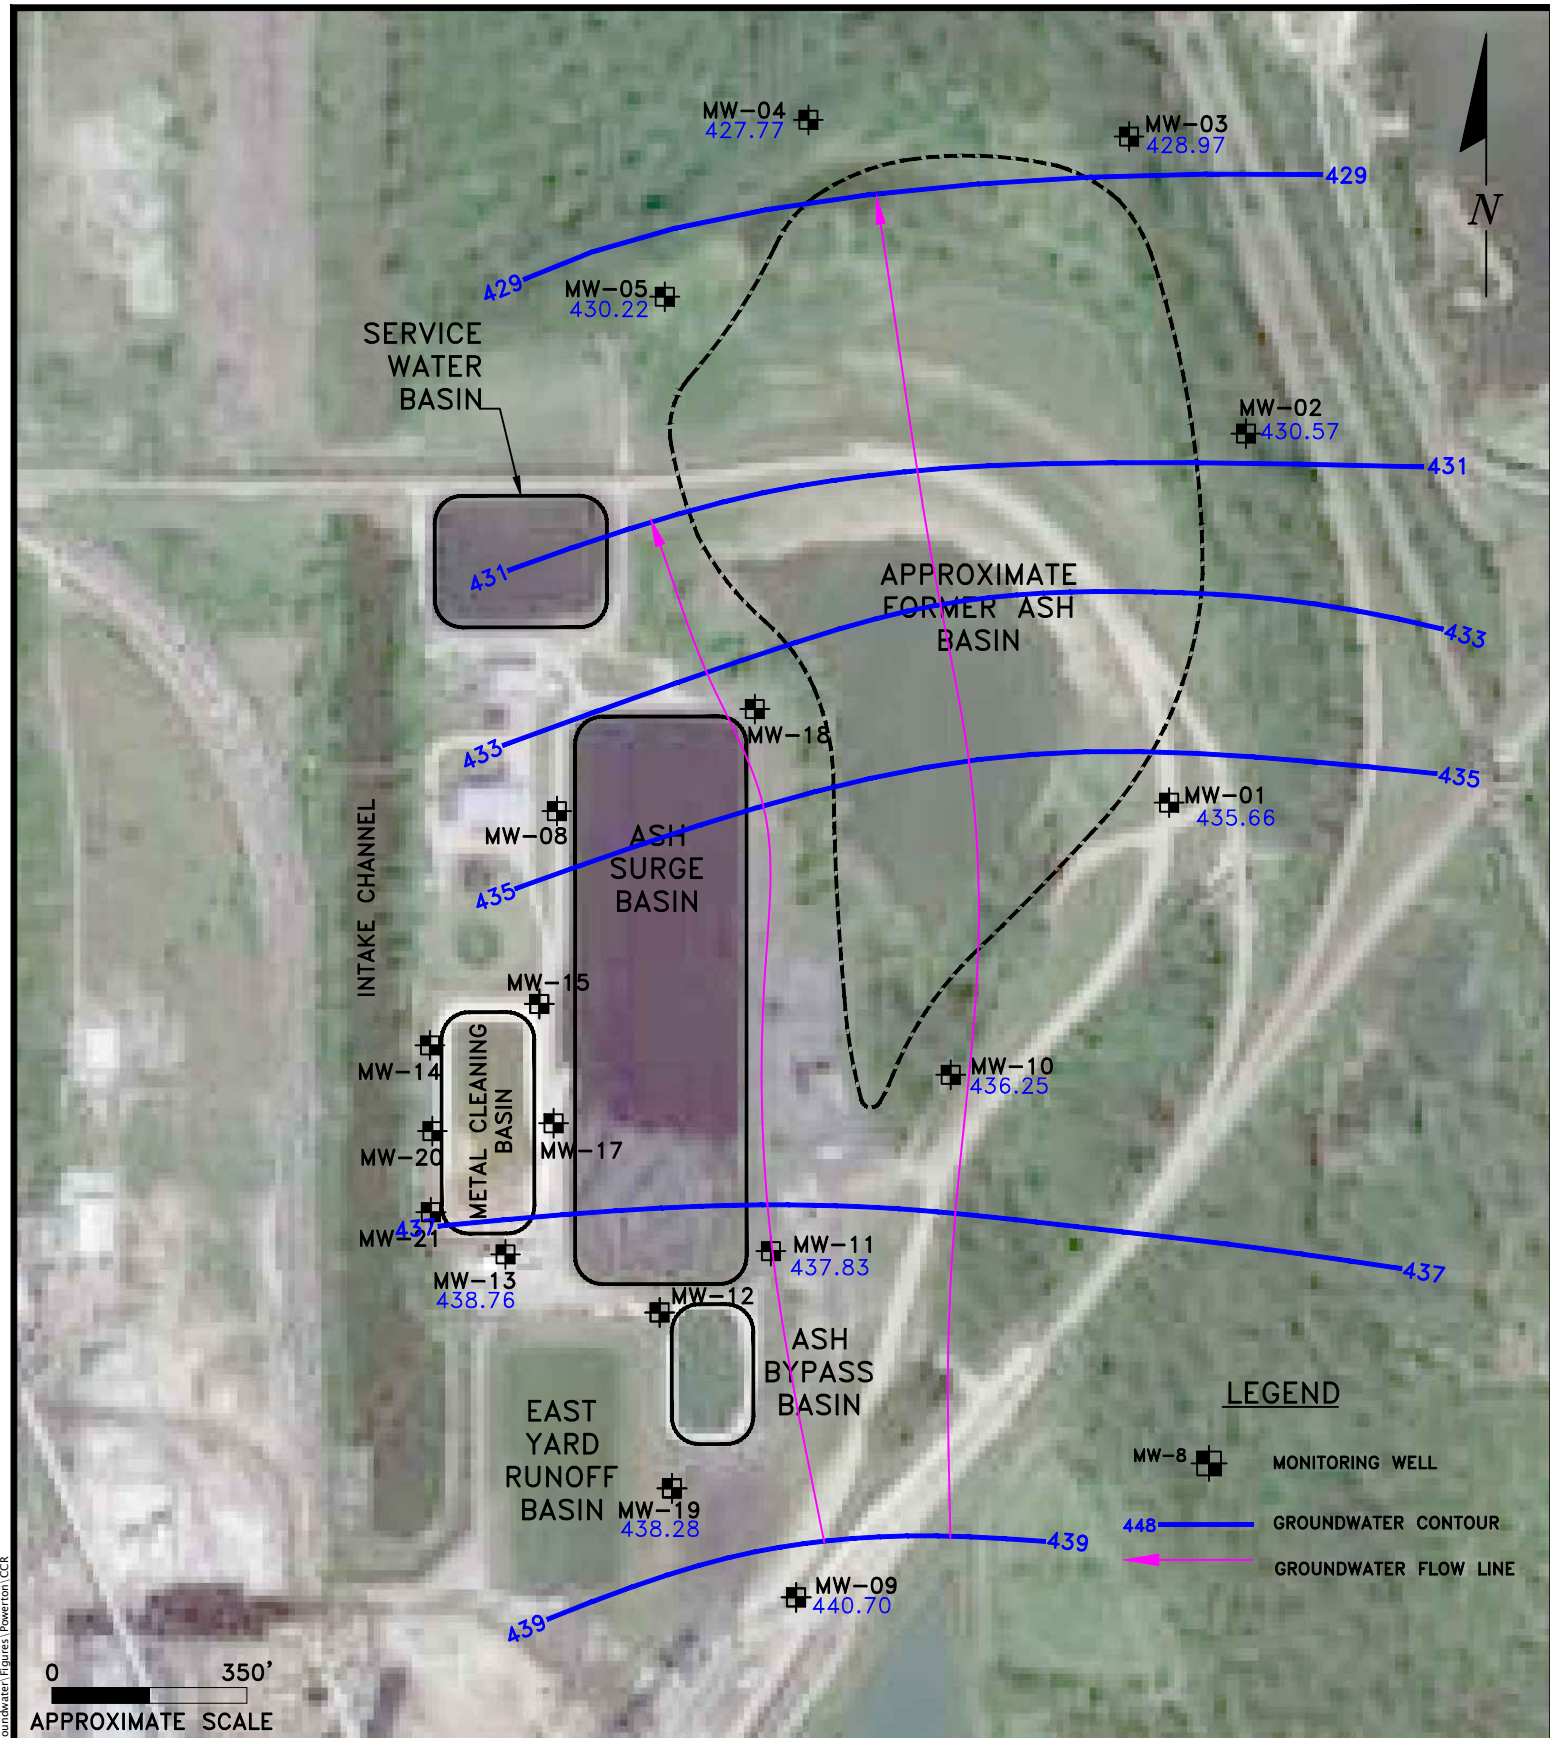 MW-04
427.77
MW-03
428.97
429
N
429
MW-05
430.22
SERVICE
WATER
BASIN
MW-02
430.57
431
431
APPROXIMATE
FORMER ASH
BASIN
433
433
MW-18
435
MW-01
435.66
MW-08
ASH
SURGE
BASIN
435
INTAKE CHANNEL
MW-15
MW-14
METAL CLEANING
BASIN
MW-10
436.25
MW-20
MW-17
437
MW-21
MW-11
437.83
437
MW-13
438.76
MW-12
ASH
BYPASS
BASIN
EAST
YARD
RUNOFF
BASIN
MW-19
438.28
LEGEND
MW-8 MONITORING WELL
448 GROUNDWATER CONTOUR
GROUNDWATER FLOW LINE
439
MW-09
440.70
439
0 350'
APPROXIMATE SCALE
oundwater\Figures\Powerton\CCR